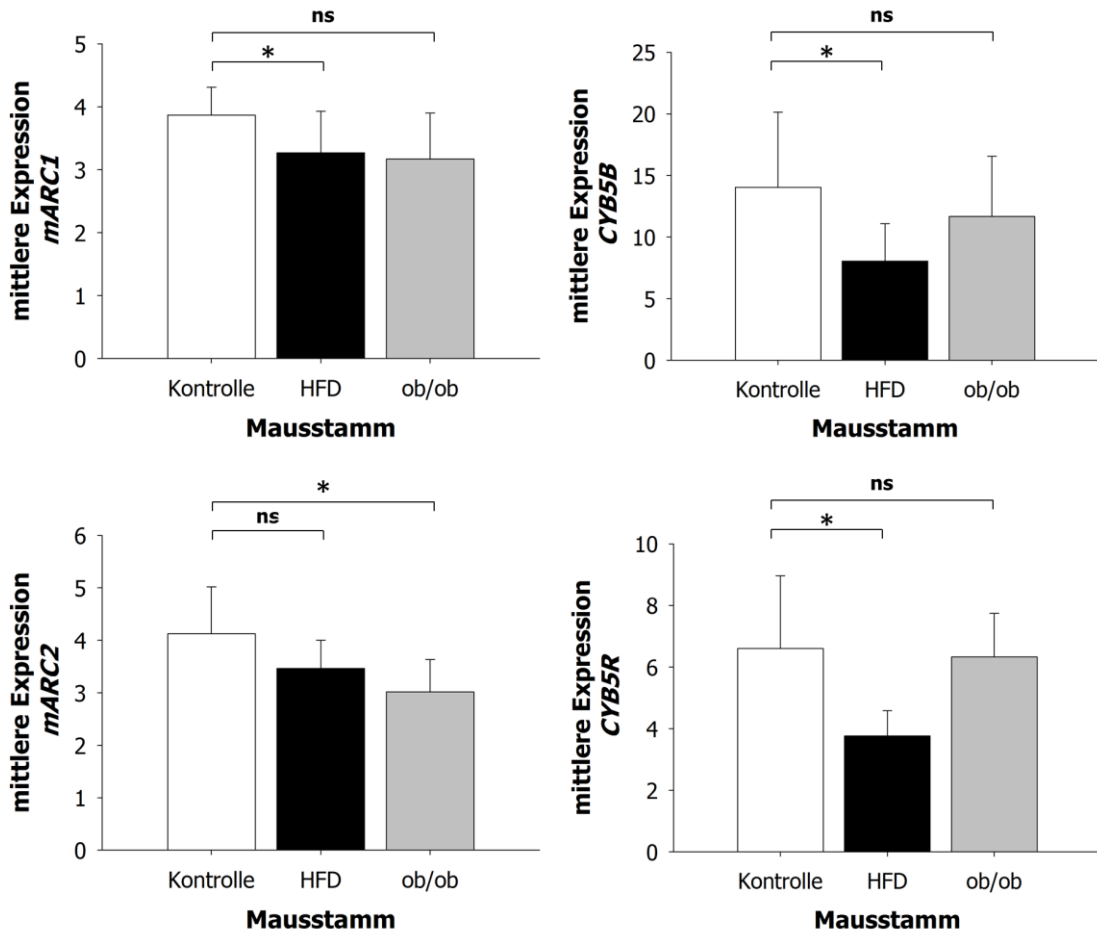 ns
*
mittlere Expression
mARC1
5
4
3
2
1
0
Kontrolle HFD ob/ob
Mausstamm
ns
*
mittlere Expression
CYB5B
25
20
15
10
5
0
Kontrolle HFD ob/ob
Mausstamm
*
ns
mittlere Expression
mARC2
6
5
4
3
2
1
0
Kontrolle HFD ob/ob
Mausstamm
ns
*
mittlere Expression
CYB5R
10
8
6
4
2
0
Kontrolle HFD ob/ob
Mausstamm